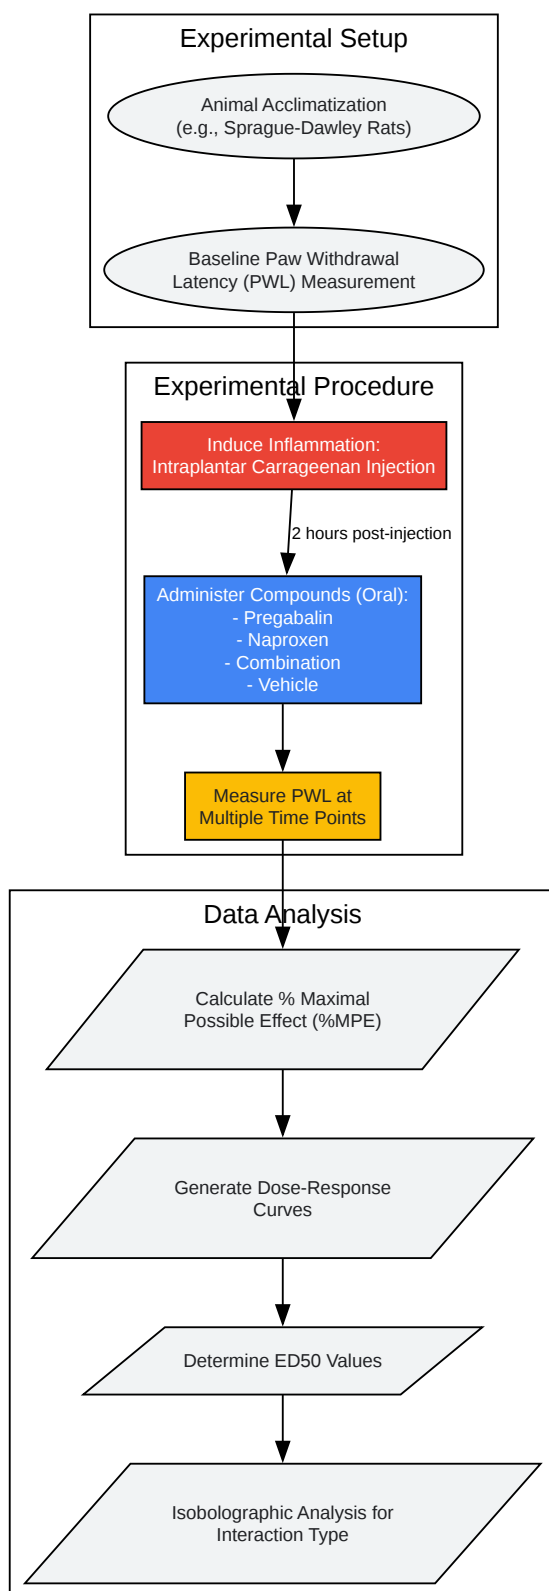 Experimental Setup
Animal Acclimatization
(e.g., Sprague-Dawley Rats)
Baseline Paw Withdrawal
Latency (PWL) Measurement
Experimental Procedure
Induce Inflammation:
Intraplantar Carrageenan Injection
2 hours post-injection
Administer Compounds (Oral):
- Pregabalin
- Naproxen
- Combination
- Vehicle
Measure PWL at
Multiple Time Points
Data Analysis
Calculate % Maximal
Possible Effect (%MPE)
Generate Dose-Response
Curves
Determine ED50 Values
Isobolographic Analysis for
Interaction Type